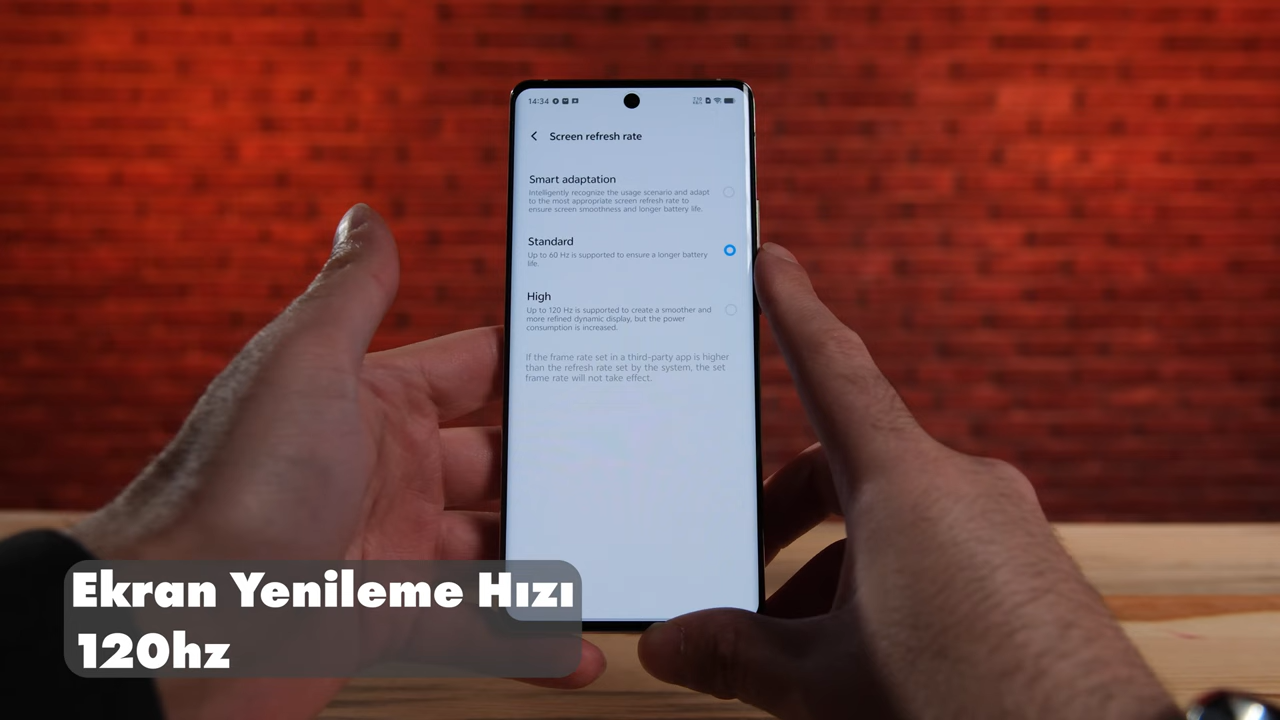 14:34
Screen refresh rate
Smart adaptation
Intelligently recognize the usage scenario and adapt
to the most appropriate screen refresh rate to
ensure screen smoothness and longer battery life.
Standard
Up to 60 Hz is supported to ensure a longer battery
life.
High
Up to 120 Hz is supported to create a smoother and
more refined dynamic display, but the power
consumption is increased.
If the frame rate set in a third-party app is higher
than the refresh rate set by the system, the set
frame rate will not take effect.
Ekran Yenileme Hızı
120hz